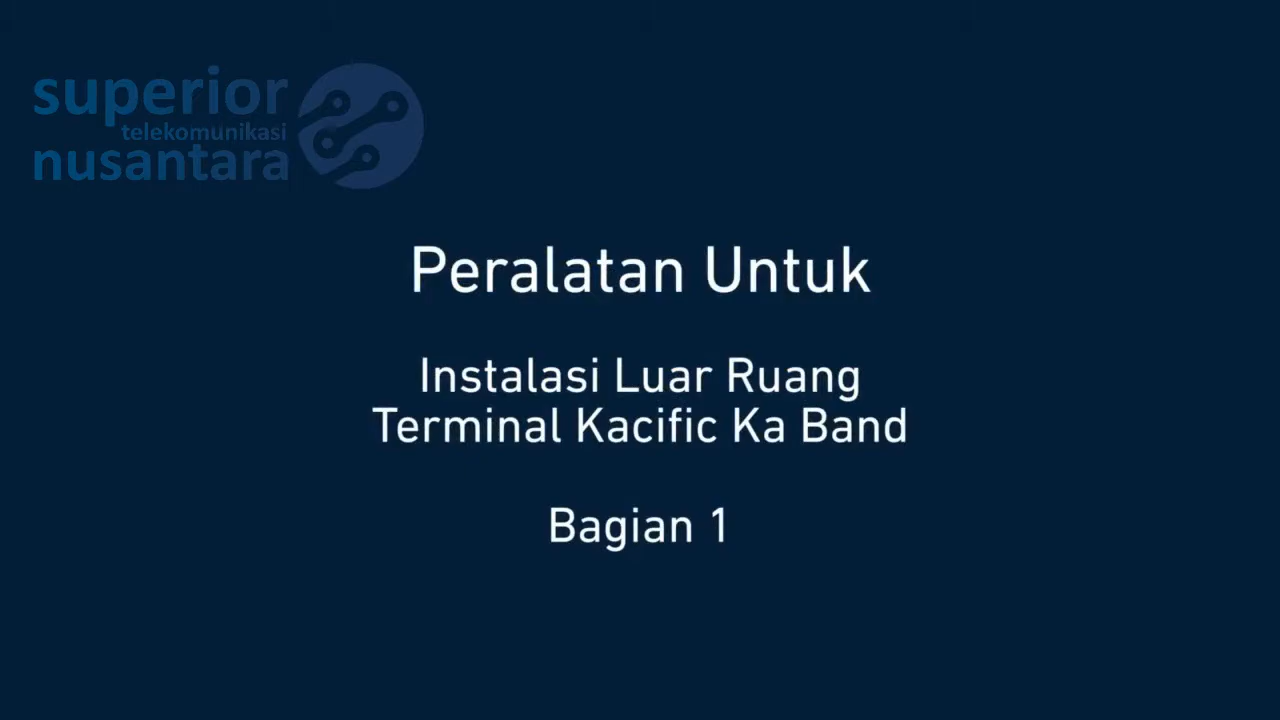 superior
telekomunikasi
nusantara
Peralatan Untuk
Instalasi Luar Ruang
Terminal Kacific Ka Band
Bagian 1